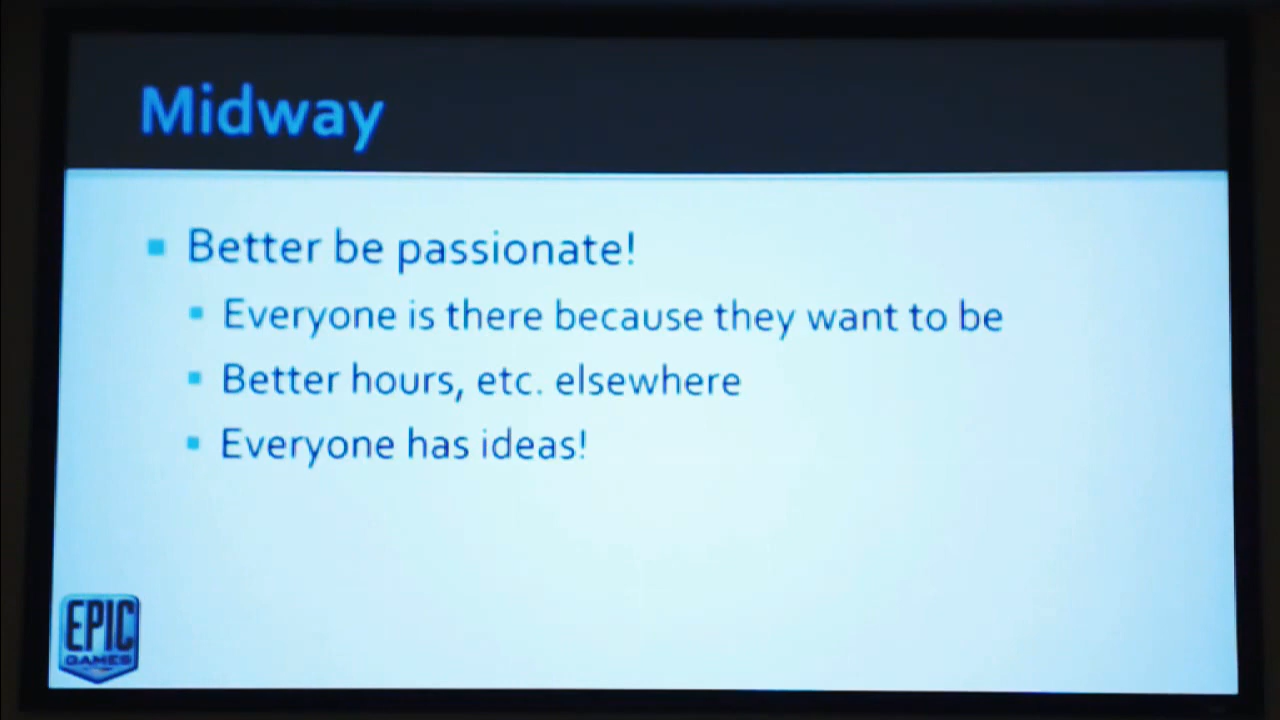 Midway
Better be passionate!
Everyone is there because they want to be
Better hours, etc. elsewhere
Everyone has ideas!
EPIC
GAMES